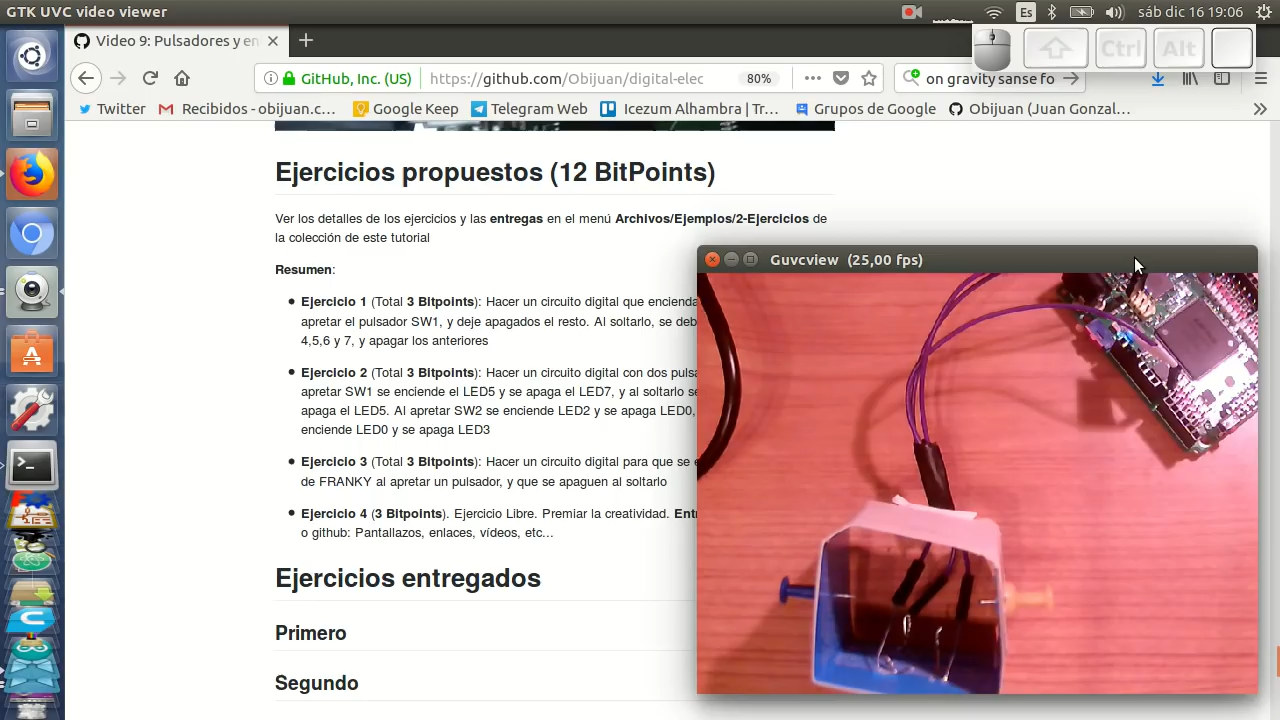 GTK UVC video viewer
Es
sáb dic 16 19:06
Video 9: Pulsadores y en
Ctrl
Alt
GitHub, Inc. (US)
https://github.com/Obijuan/digital-elec
80%
on gravity sanse fo
Twitter
Recibidos - obijuan.c…
Google Keep
Telegram Web
Icezum Alhambra | Tr…
Grupos de Google
Obijuan (Juan Gonzal…
Ejercicios propuestos (12 BitPoints)
Ver los detalles de los ejercicios y las entregas en el menú Archivos/Ejemplos/2-Ejercicios de
la colección de este tutorial
Resumen:
Guvcview (25,00 fps)
• Ejercicio 1 (Total 3 Bitpoints): Hacer un circuito digital que encienda
apretar el pulsador SW1, y deje apagados el resto. Al soltarlo, se deb
4,5,6 y 7, y apagar los anteriores
• Ejercicio 2 (Total 3 Bitpoints): Hacer un circuito digital con dos pulsa
apretar SW1 se enciende el LED5 y se apaga el LED7, y al soltarlo se
apaga el LED5. Al apretar SW2 se enciende LED2 y se apaga LED0,
enciende LED0 y se apaga LED3
• Ejercicio 3 (Total 3 Bitpoints): Hacer un circuito digital para que se e
de FRANKY al apretar un pulsador, y que se apaguen al soltarlo
• Ejercicio 4 (3 Bitpoints). Ejercicio Libre. Premiar la creatividad. Entr
o github: Pantallazos, enlaces, vídeos, etc...
Ejercicios entregados
Primero
Segundo